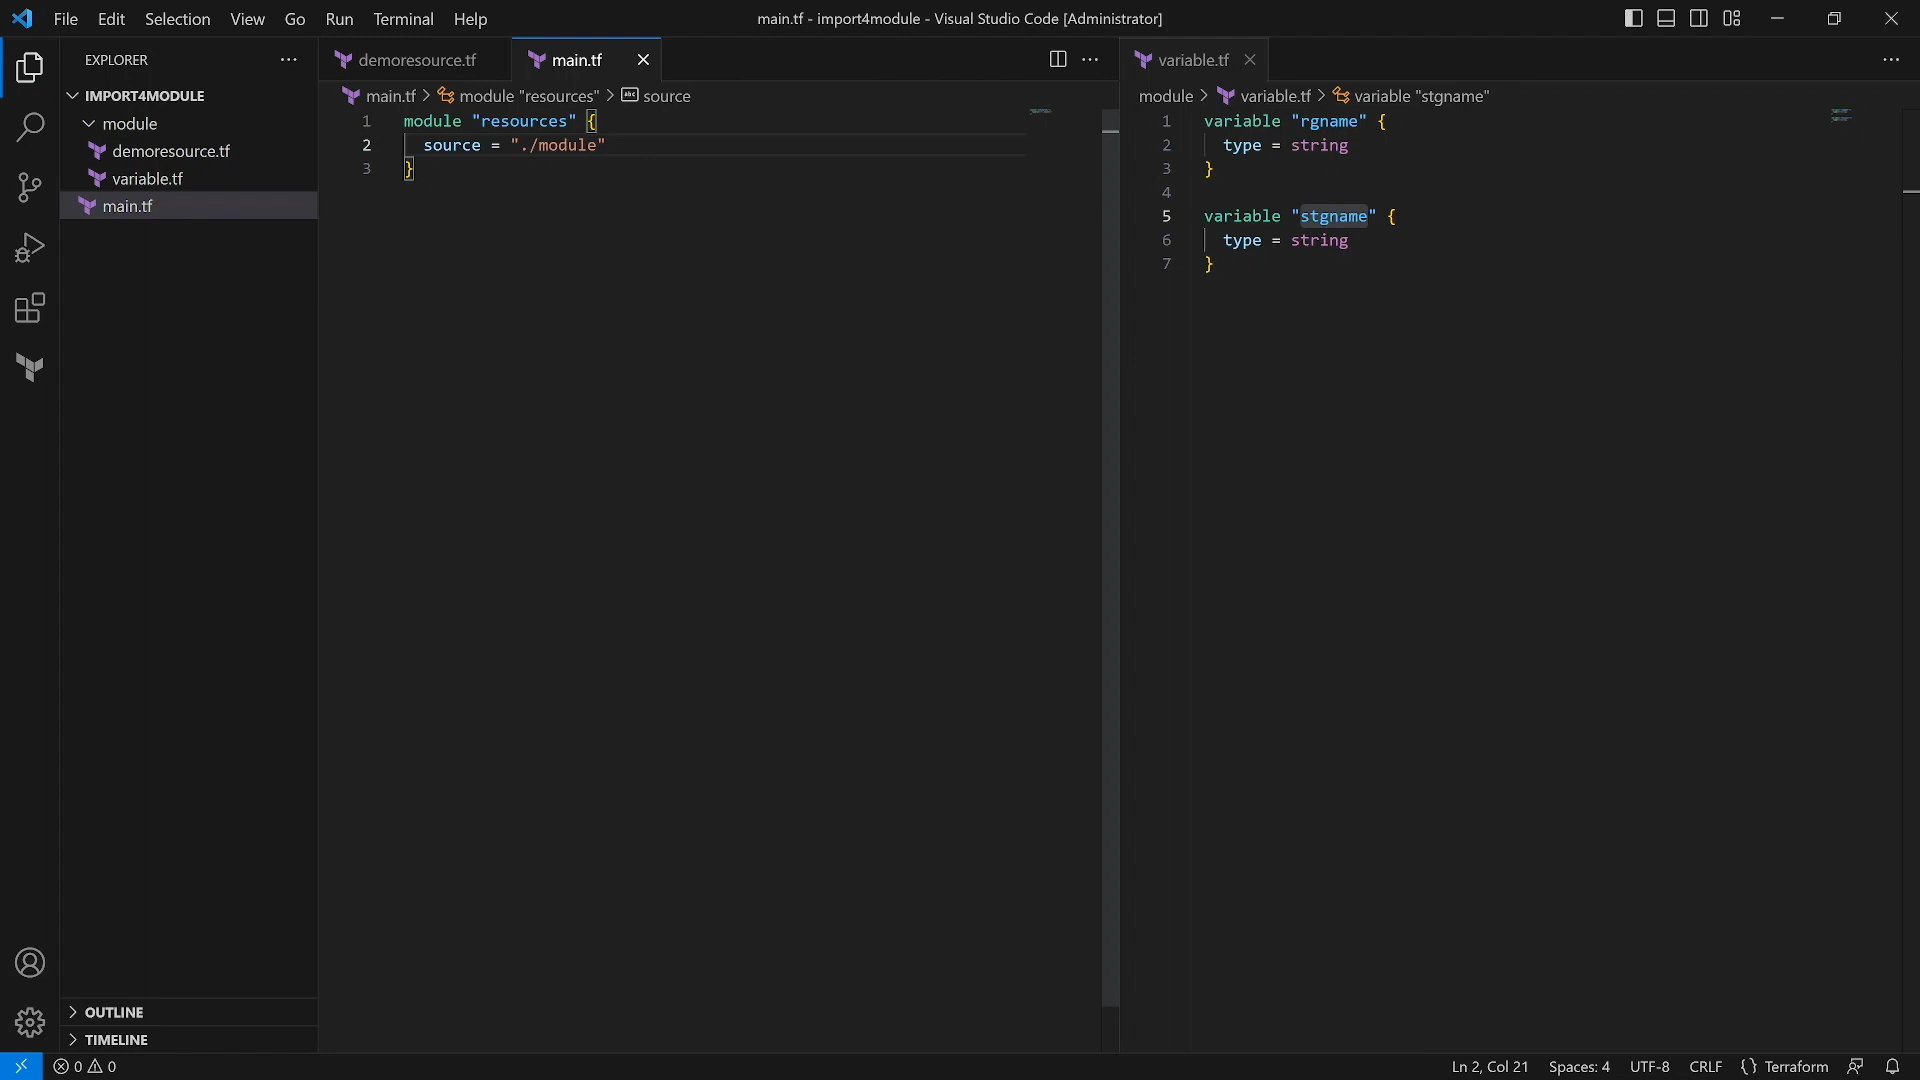 File Edit Selection View Go Run Terminal Help
main.tf - import4module - Visual Studio Code [Administrator]
EXPLORER
IMPORT4MODULE
module
demoresource.tf
variable.tf
main.tf
OUTLINE
TIMELINE
demoresource.tf
main.tf
main.tf > module "resources" > abc source
1 module "resources" {
2 source = "./module"
3 }
variable.tf
module > variable.tf > variable "stgname"
1 variable "rgname" {
2 type = string
3 }
4
5 variable "stgname" {
6 type = string
7 }
0 0
Ln 2, Col 21 Spaces: 4 UTF-8 CRLF {} Terraform